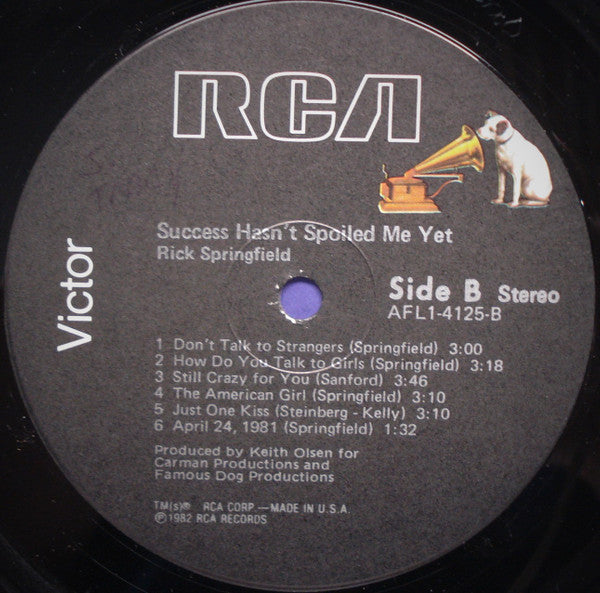 RCA
Victor
Success Hasn't Spoiled Me Yet
Rick Springfield
Side B Stereo
AFL1-4125-B
1 Don't Talk to Strangers (Springfield) 3:00
2 How Do You Talk to Girls (Springfield) 3:18
3 Still Crazy for You (Sanford) 3:46
4 The American Girl (Springfield) 3:10
5 Just One Kiss (Steinberg - Kelly) 3:10
6 April 24, 1981 (Springfield) 1:32
Produced by Keith Olsen for
Carman Productions and
Famous Dog Productions
TM(s)® RCA CORP.—MADE IN U.S.A.
℗1982 RCA RECORDS